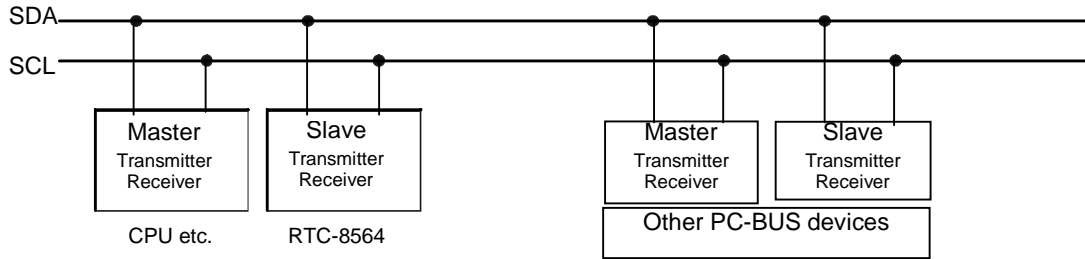 SDA
SCL
Master
Transmitter
Receiver
Slave
Transmitter
Receiver
Master
Transmitter
Receiver
Slave
Transmitter
Receiver
CPU etc.
RTC-8564
Other PC-BUS devices